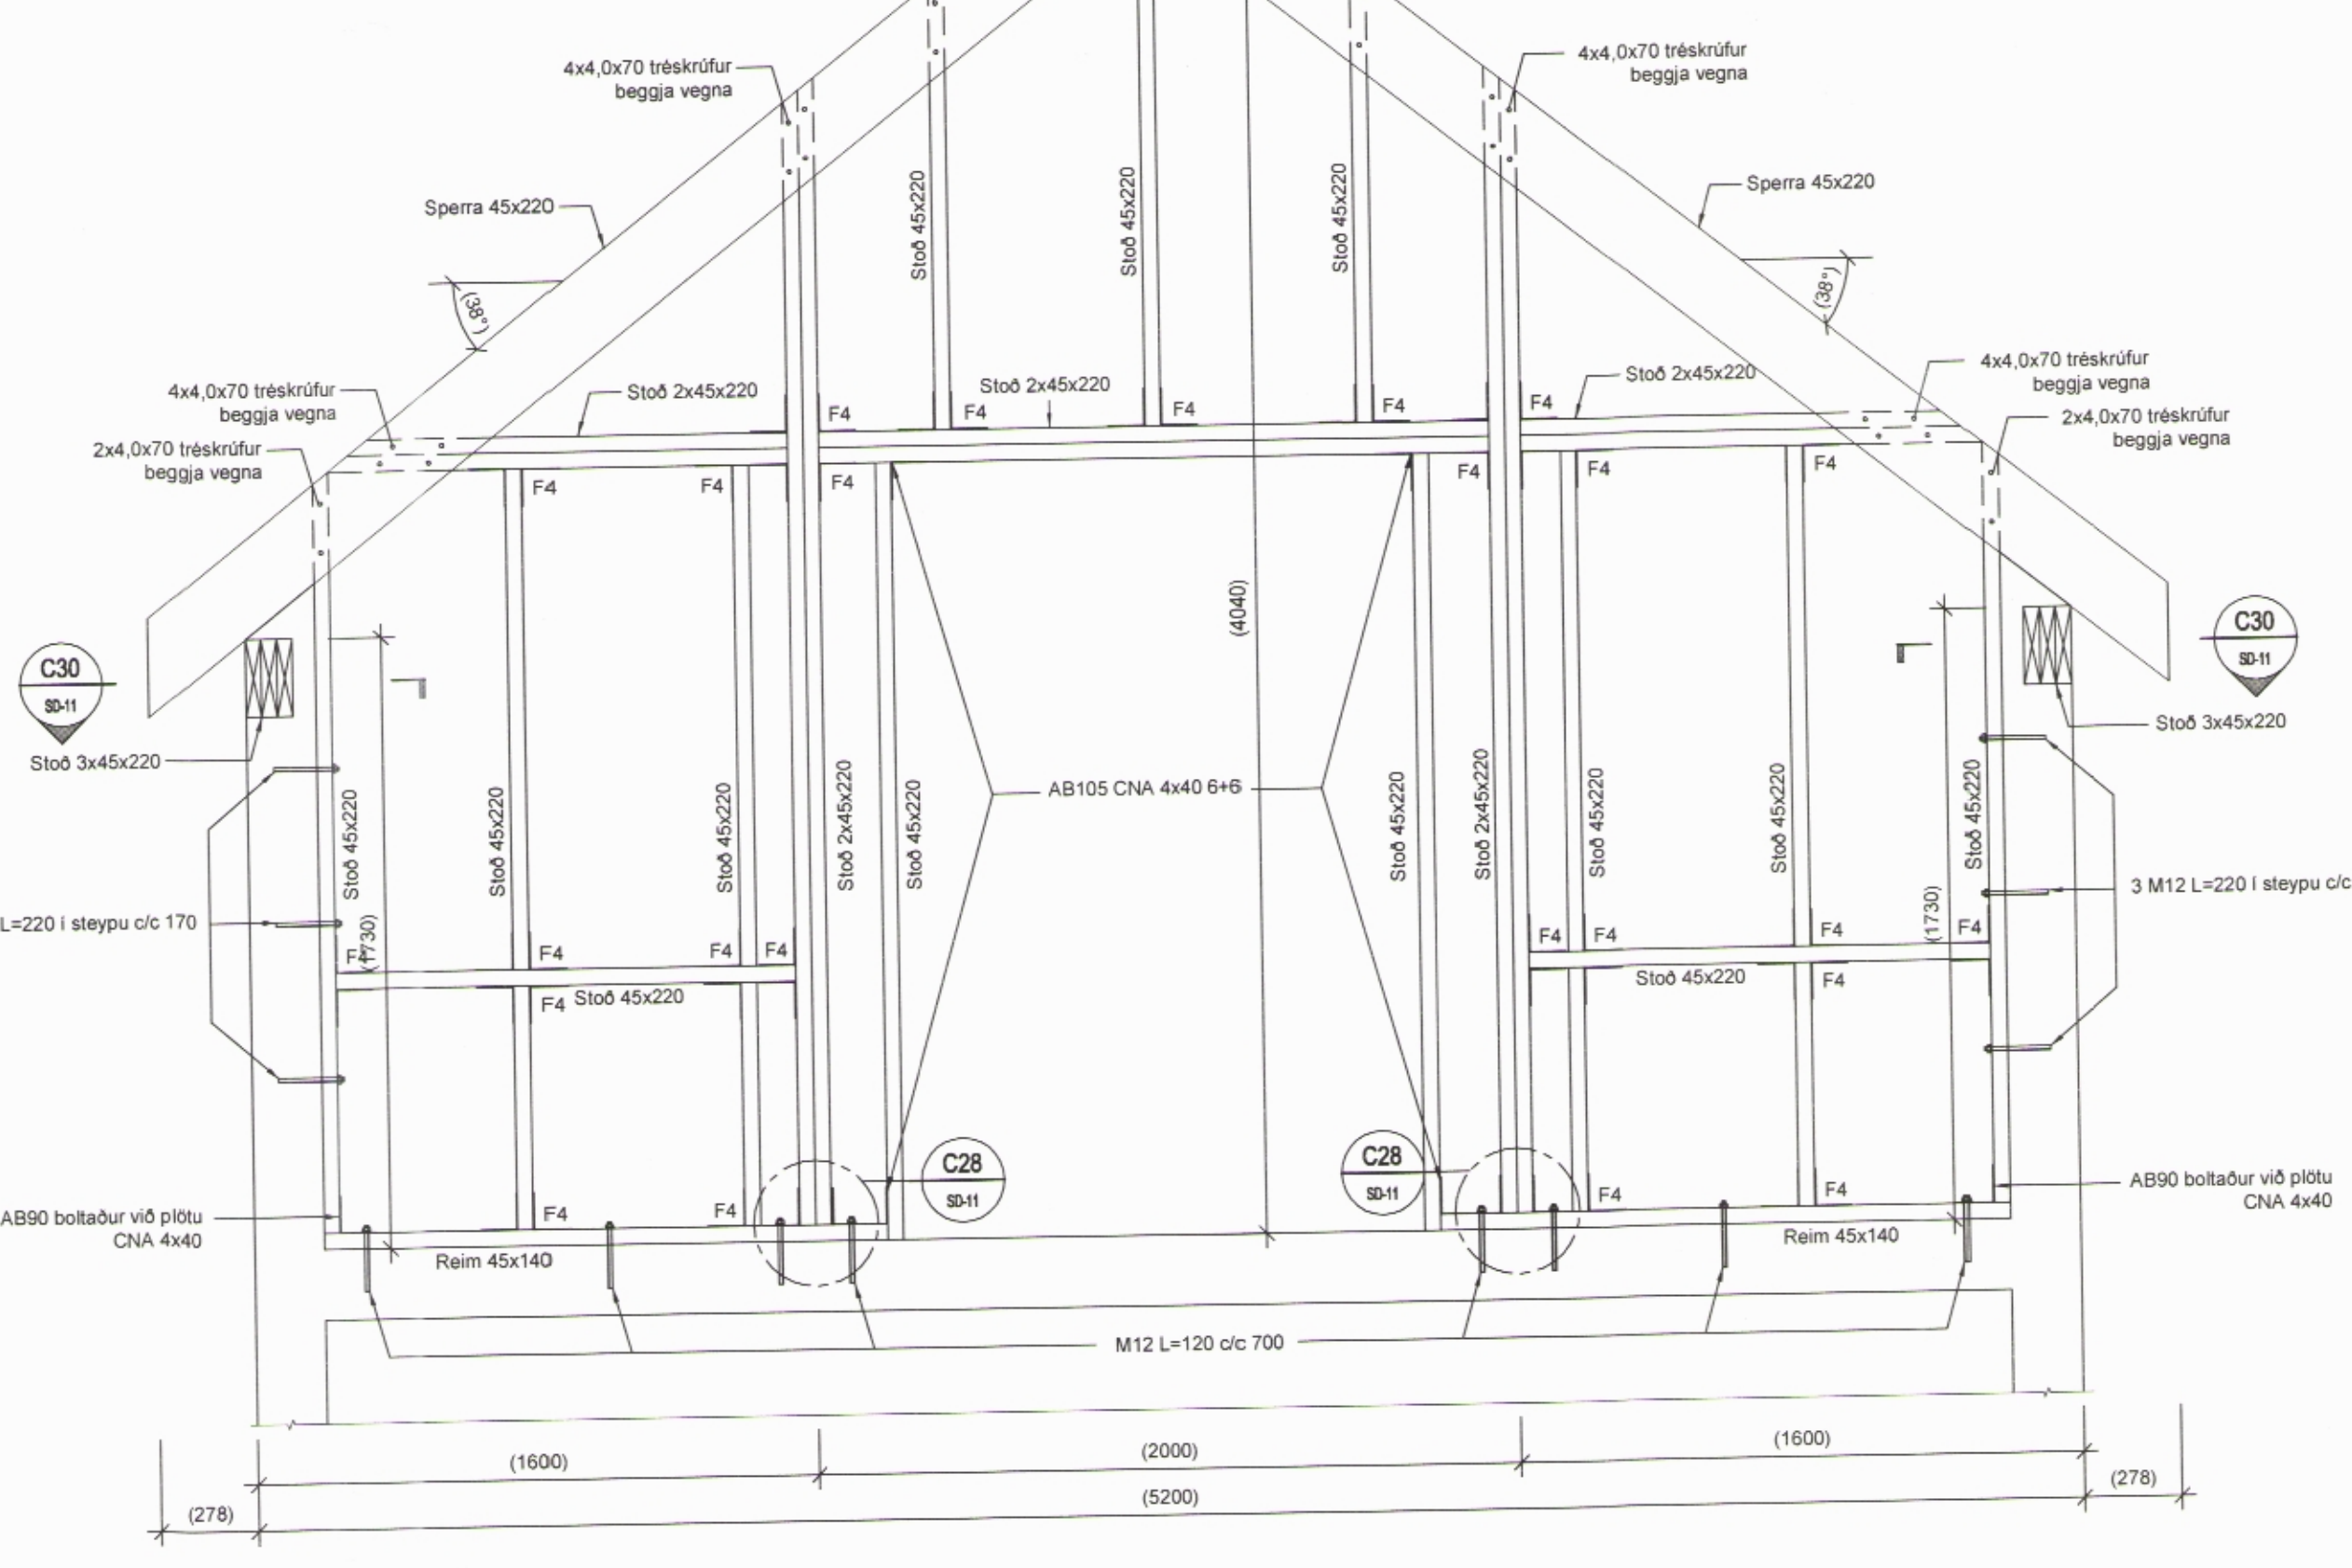 4x4,0x70 tréskrúfur
beggja vegna
4x4,0x70 tréskrúfur
beggja vegna
Sperra 45x220
Sperra 45x220
Stoð 45x220
Stoð 45x220
Stoð 45x220
(38°)
(38°)
4x4,0x70 tréskrúfur
beggja vegna
Stoð 2x45x220
Stoð 2x45x220
Stoð 2x45x220
4x4,0x70 tréskrúfur
beggja vegna
F4
F4
F4
F4
F4
2x4,0x70 tréskrúfur
beggja vegna
2x4,0x70 tréskrúfur
beggja vegna
F4
F4
F4
F4
F4
F4
(4040)
C30
SD-11
C30
SD-11
Stoð 3x45x220
Stoð 3x45x220
Stoð 45x220
Stoð 45x220
Stoð 45x220
Stoð 2x45x220
Stoð 45x220
AB105 CNA 4x40 6+6
Stoð 45x220
Stoð 2x45x220
Stoð 45x220
Stoð 45x220
Stoð 45x220
L=220 í steypu c/c 170
3 M12 L=220 í steypu c/c
(1730)
(1730)
F4
F4
F4
F4
F4
F4
F4
F4
F4
Stoð 45x220
F4
Stoð 45x220
F4
C28
SD-11
C28
SD-11
AB90 boltaður við plötu
CNA 4x40
AB90 boltaður við plötu
CNA 4x40
F4
F4
F4
F4
Reim 45x140
Reim 45x140
M12 L=120 c/c 700
(1600)
(2000)
(1600)
(278)
(5200)
(278)